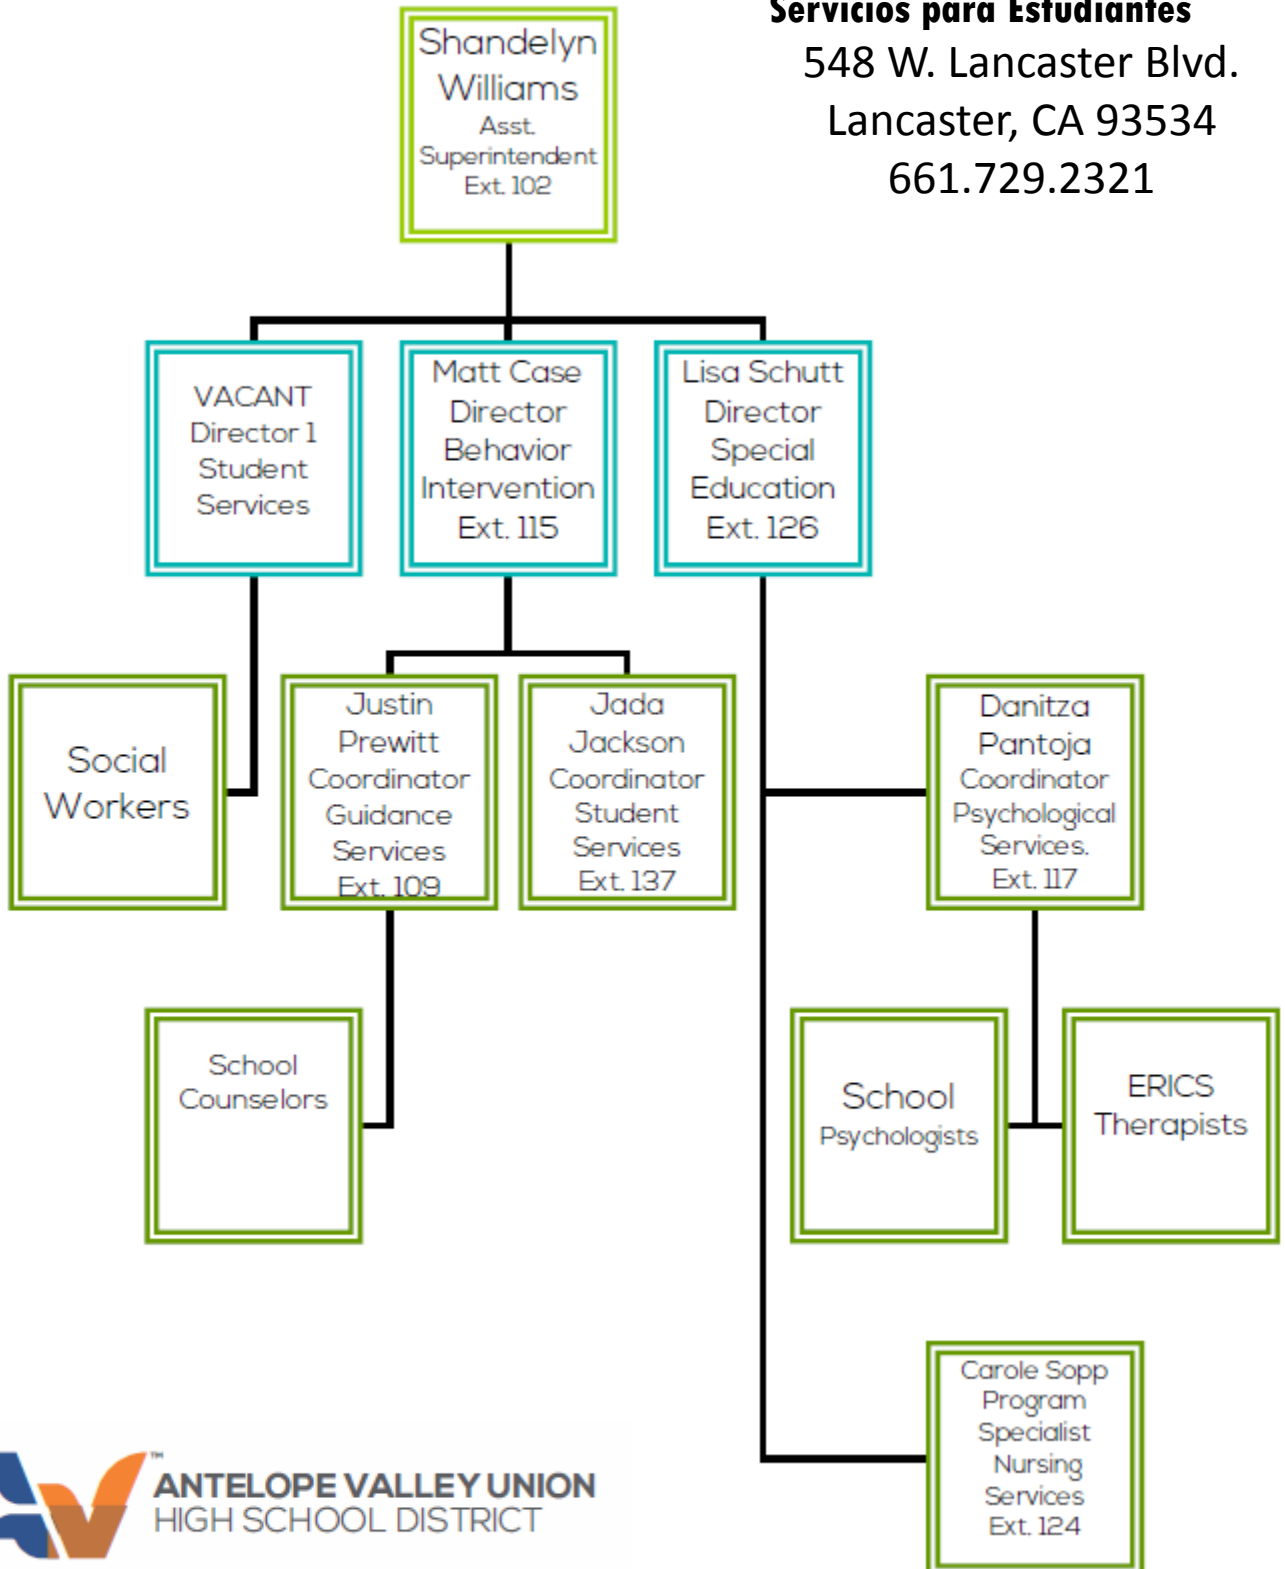 Servicios para Estudiantes
548 W. Lancaster Blvd.
Lancaster, CA 93534
661.729.2321
Shandelyn
Williams
Asst.
Superintendent
Ext. 102
VACANT
Director 1
Student
Services
Matt Case
Director
Behavior
Intervention
Ext. 115
Lisa Schutt
Director
Special
Education
Ext. 126
Social
Workers
Justin
Prewitt
Coordinator
Guidance
Services
Ext. 109
Jada
Jackson
Coordinator
Student
Services
Ext. 137
Danitza
Pantoja
Coordinator
Psychological
Services.
Ext. 117
School
Counselors
School
Psychologists
ERICS
Therapists
Carole Sopp
Program
Specialist
Nursing
Services
Ext. 124
AV™
ANTELOPE VALLEY UNION
HIGH SCHOOL DISTRICT